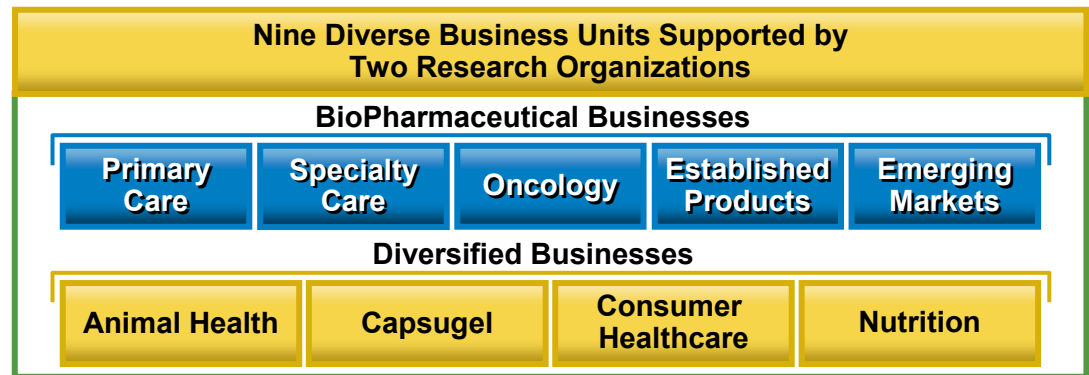 Nine Diverse Business Units Supported by
Two Research Organizations
BioPharmaceutical Businesses
Primary
Care
Specialty
Care
Oncology
Established
Products
Emerging
Markets
Diversified Businesses
Animal Health
Capsugel
Consumer
Healthcare
Nutrition